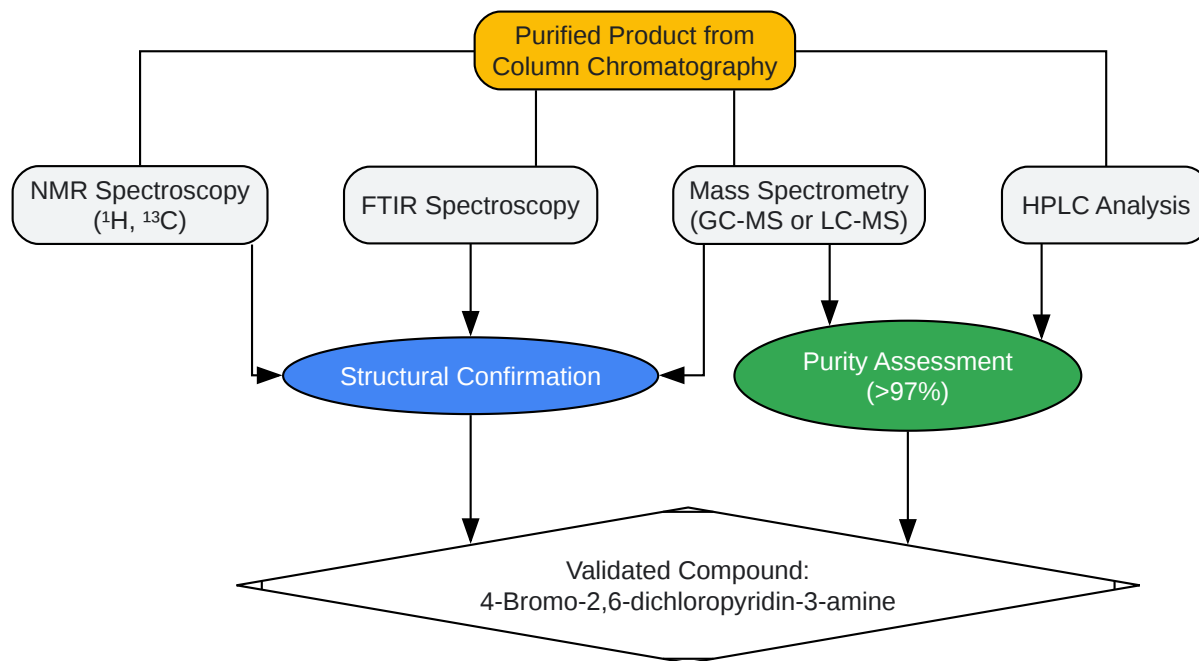 Purified Product from
Column Chromatography
NMR Spectroscopy
(¹H, ¹³C)
FTIR Spectroscopy
Mass Spectrometry
(GC-MS or LC-MS)
HPLC Analysis
Structural Confirmation
Purity Assessment
(>97%)
Validated Compound:
4-Bromo-2,6-dichloropyridin-3-amine